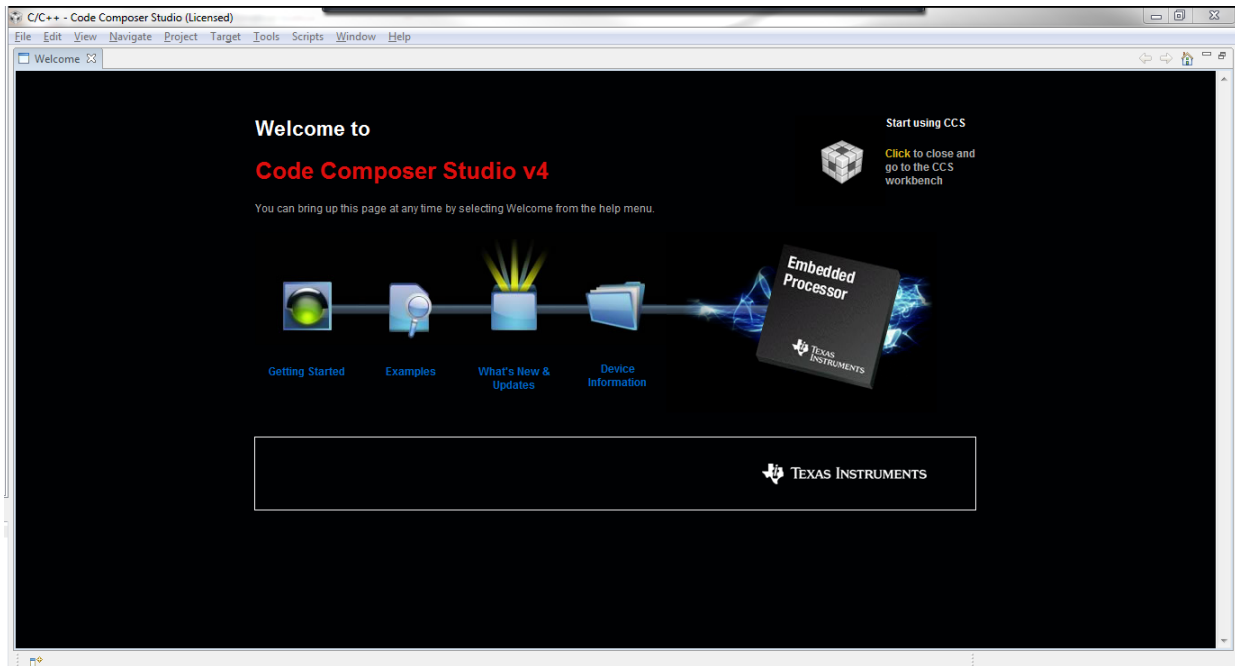 C/C++ - Code Composer Studio (Licensed)
File Edit View Navigate Project Target Tools Scripts Window Help
Welcome
Welcome to
Code Composer Studio v4
You can bring up this page at any time by selecting Welcome from the help menu.
Start using CCS
Click to close and
go to the CCS
workbench
Embedded
Processor
TEXAS
INSTRUMENTS
Getting Started
Examples
What's New &
Updates
Device
Information
TEXAS INSTRUMENTS